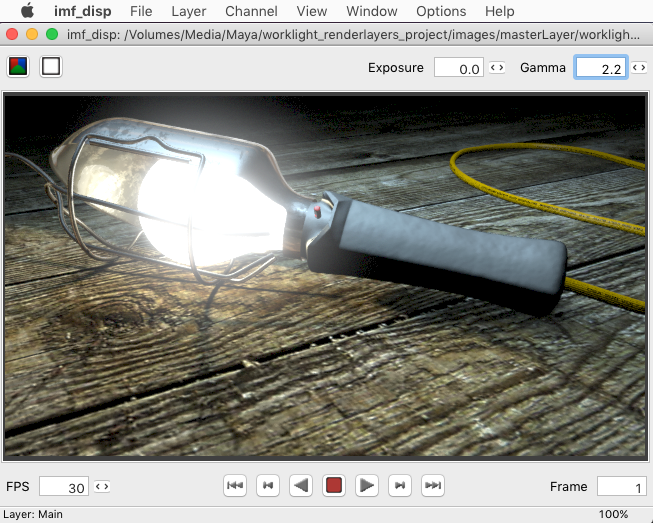 imf_disp File Layer Channel View Window Options Help
imf_disp: /Volumes/Media/Maya/worklight_renderlayers_project/images/masterLayer/workligh...
Exposure 0.0 Gamma 2.2
FPS 30 Frame 1
Layer: Main 100%